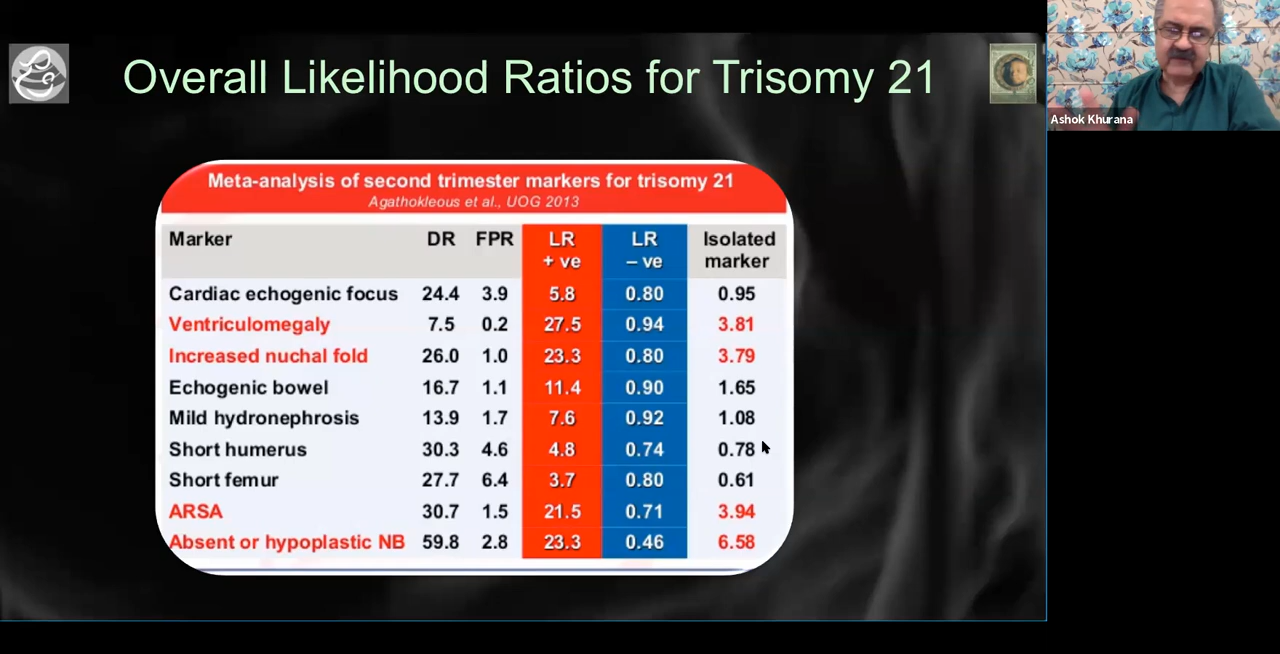 Overall Likelihood Ratios for Trisomy 21
Ashok Khurana
Meta-analysis of second trimester markers for trisomy 21
Agathokleous et al., UOG 2013
Marker DR FPR LR + ve LR – ve Isolated marker
Cardiac echogenic focus 24.4 3.9 5.8 0.80 0.95
Ventriculomegaly 7.5 0.2 27.5 0.94 3.81
Increased nuchal fold 26.0 1.0 23.3 0.80 3.79
Echogenic bowel 16.7 1.1 11.4 0.90 1.65
Mild hydronephrosis 13.9 1.7 7.6 0.92 1.08
Short humerus 30.3 4.6 4.8 0.74 0.78
Short femur 27.7 6.4 3.7 0.80 0.61
ARSA 30.7 1.5 21.5 0.71 3.94
Absent or hypoplastic NB 59.8 2.8 23.3 0.46 6.58